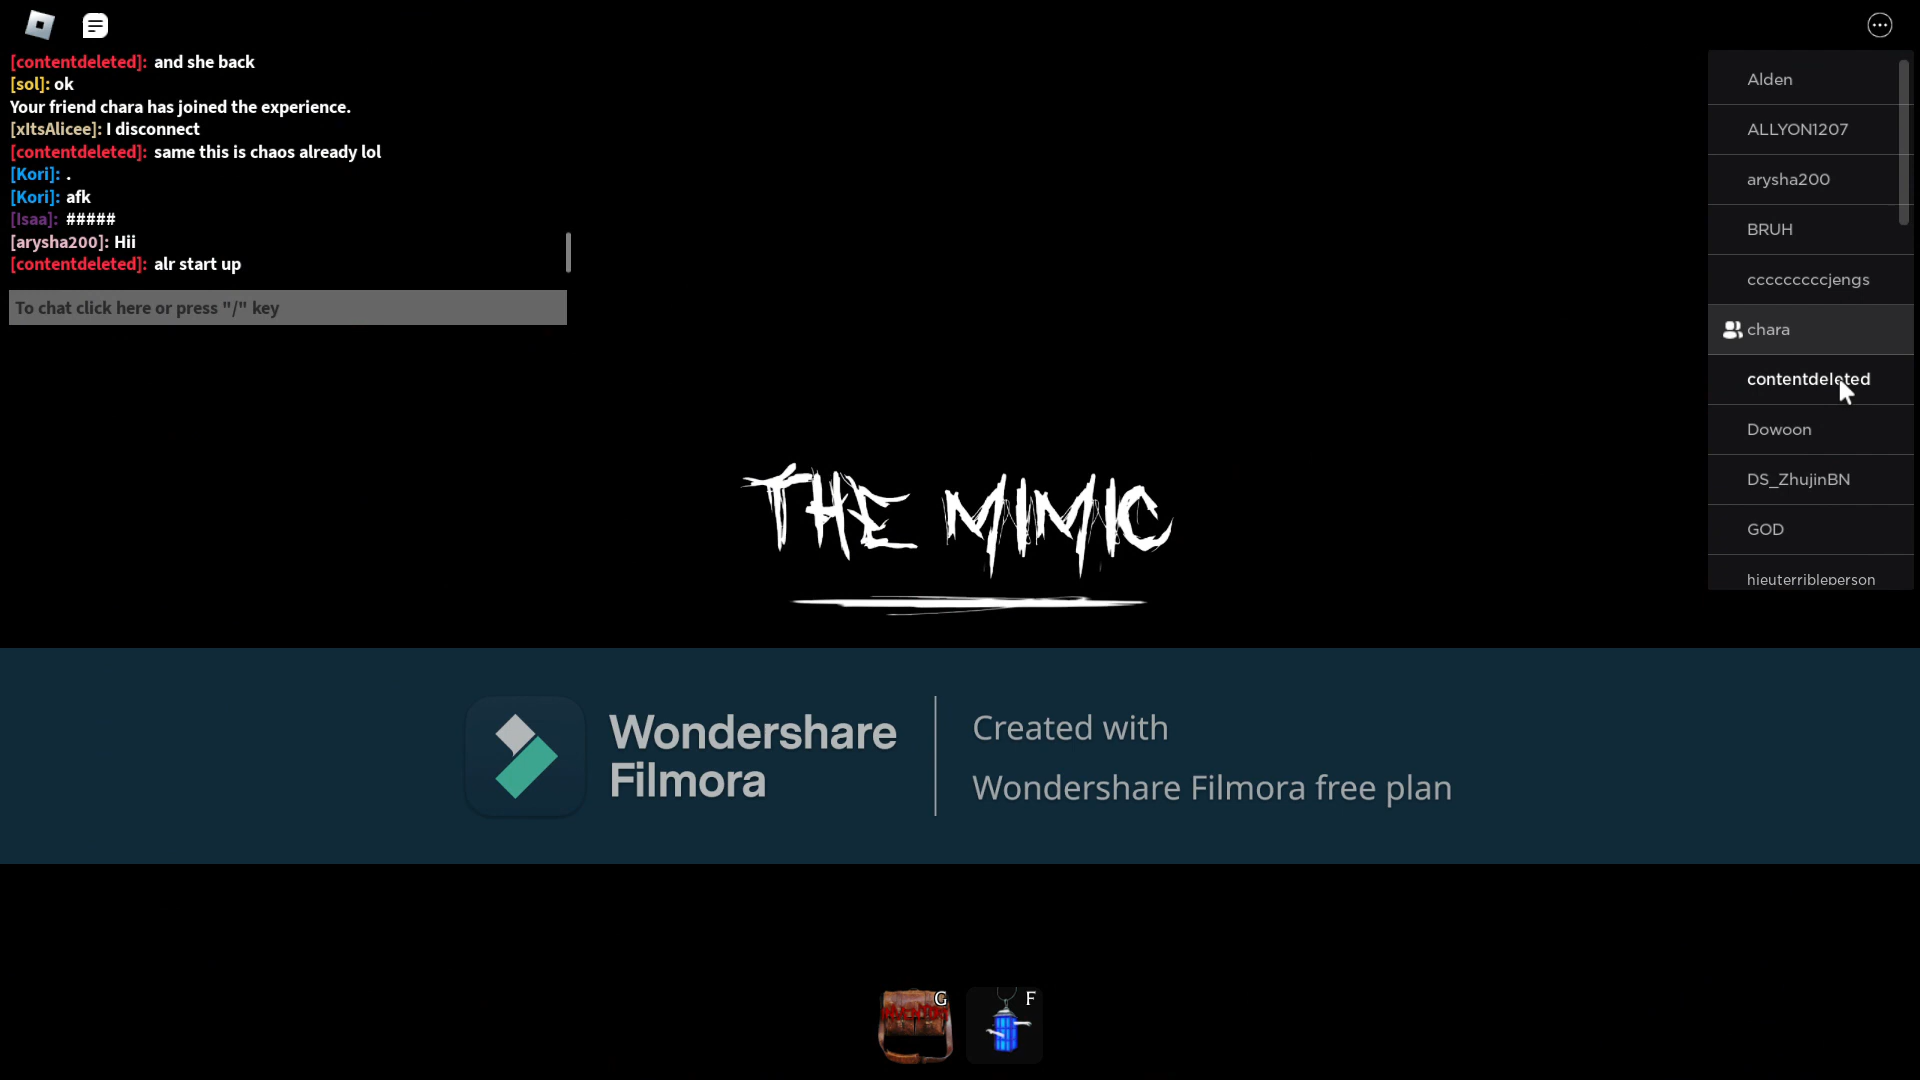 [contentdeleted]: and she back
[sol]: ok
Your friend chara has joined the experience.
[xItsAlicee]: I disconnect
[contentdeleted]: same this is chaos already lol
[Kori]: .
[Kori]: afk
[Isaa]: #####
[arysha200]: Hii
[contentdeleted]: alr start up
To chat click here or press "/" key
Alden
ALLYON1207
arysha200
BRUH
cccccccccjengs
chara
contentdeleted
Dowoon
DS_ZhujinBN
GOD
hieuterribleperson
THE MIMIC
Wondershare
Filmora
Created with
Wondershare Filmora free plan
INVENTORY
G
F